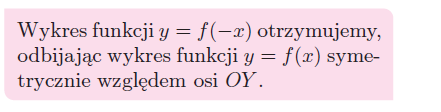 Wykres funkcji y = f(−x) otrzymujemy,
odbijając wykres funkcji y = f(x) syme-
trycznie względem osi OY.